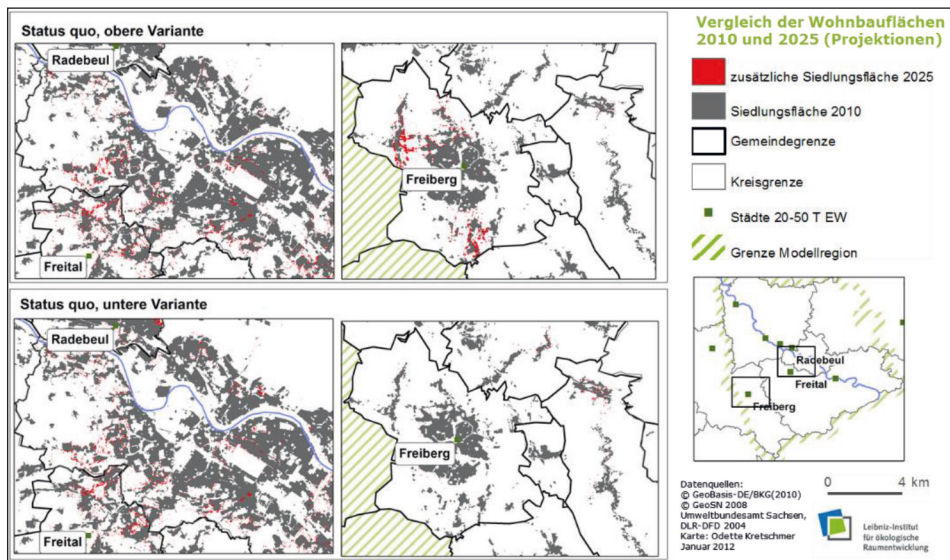 Status quo, obere Variante
Radebeul
Freital
Freiberg
Status quo, untere Variante
Radebeul
Freital
Freiberg
Vergleich der Wohnbauflächen
2010 und 2025 (Projektionen)
zusätzliche Siedlungsfläche 2025
Siedlungsfläche 2010
Gemeindegrenze
Kreisgrenze
Städte 20-50 T EW
Grenze Modellregion
Radebeul
Freital
Freiberg
Datenquellen:
© GeoBasis-DE/BKG(2010)
© GeoSN 2008
Umweltbundesamt Sachsen,
DLR-DFD 2004
Karte: Odette Kretschmer
Januar 2012
0 4 km
Leibniz-Institut
für ökologische
Raumentwicklung